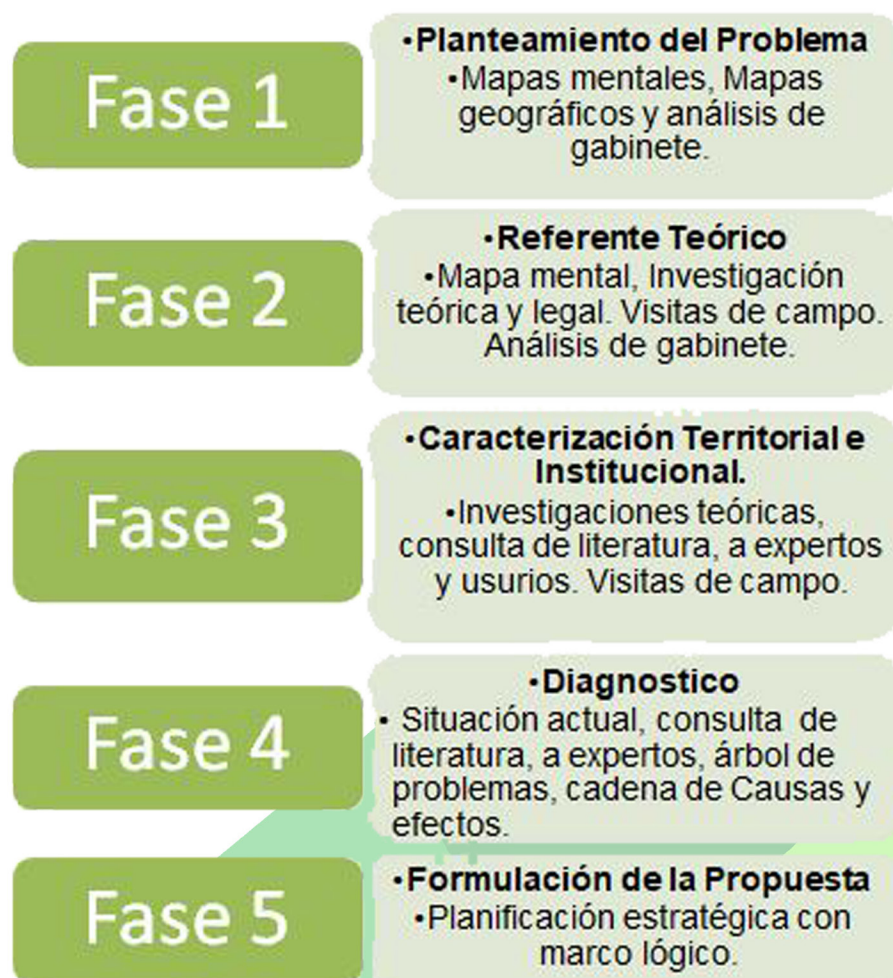 Fase 1
•Planteamiento del Problema
•Mapas mentales, Mapas
geográficos y análisis de
gabinete.
Fase 2
•Referente Teórico
•Mapa mental, Investigación
teórica y legal. Visitas de campo.
Análisis de gabinete.
Fase 3
•Caracterización Territorial e
Institucional.
•Investigaciones teóricas,
consulta de literatura, a expertos
y usurios. Visitas de campo.
Fase 4
•Diagnostico
• Situación actual, consulta de
literatura, a expertos, árbol de
problemas, cadena de Causas y
efectos.
Fase 5
•Formulación de la Propuesta
•Planificación estratégica con
marco lógico.